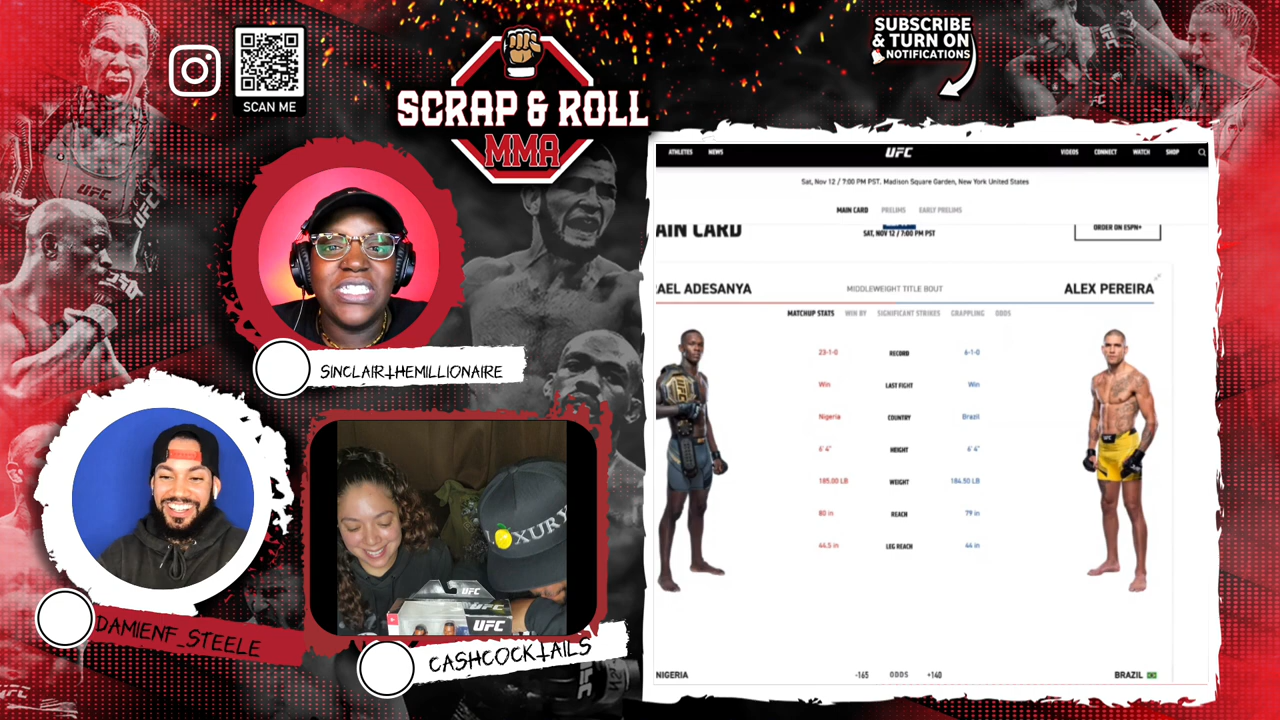 SCAN ME
SCRAP & ROLL
MMA
SUBSCRIBE
& TURN ON
NOTIFICATIONS
SINCLAIRTHEMILLIONAIRE
DAMIENF_STEELE
CASHCOCKTAILS
LUXURY
UFC
UFC
UFC
ATHLETES NEWS UFC VIDEOS CONNECT WATCH SHOP
Sat, Nov 12 / 7:00 PM PST, Madison Square Garden, New York United States
MAIN CARD PRELIMS EARLY PRELIMS
AIN CARD SAT, NOV 12 / 7:00 PM PST ORDER ON ESPN+
RAEL ADESANYA MIDDLEWEIGHT TITLE BOUT ALEX PEREIRA
MATCHUP STATS WIN BY SIGNIFICANT STRIKES GRAPPLING ODDS
23-1-0 RECORD 6-1-0
Win LAST FIGHT Win
Nigeria COUNTRY Brazil
6' 4" HEIGHT 6' 4"
185.00 LB WEIGHT 184.50 LB
80 in REACH 79 in
44.5 in LEG REACH 44 in
NIGERIA -165 ODDS +140 BRAZIL